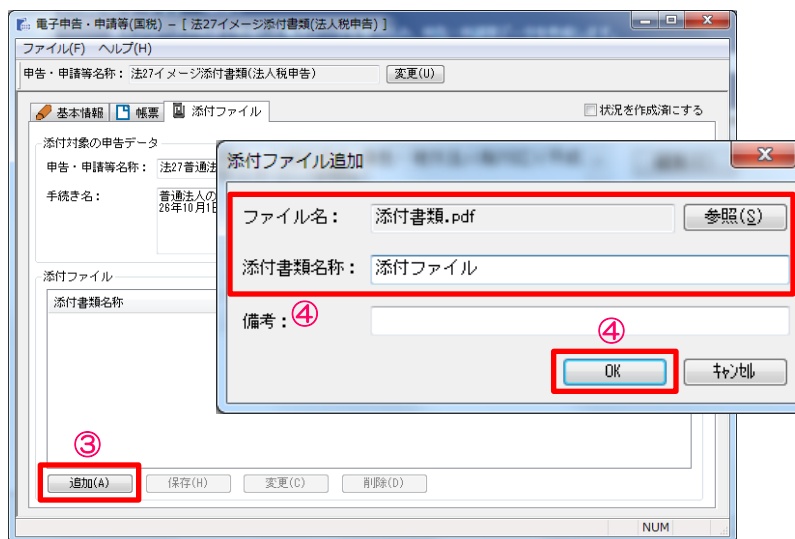 電子申告・申請等(国税) − [ 法27イメージ添付書類(法人税申告) ]
ファイル(F) ヘルプ(H)
申告・申請等名称： 法27イメージ添付書類(法人税申告) 変更(U)
基本情報 帳票 添付ファイル 状況を作成済にする
添付対象の申告データ
申告・申請等名称： 法27普通法
手続き名： 普通法人の
26年10月1日
添付ファイル
添付書類名称
③
追加(A) 保存(H) 変更(C) 削除(D)
NUM
添付ファイル追加
ファイル名： 添付書類.pdf 参照(S)
添付書類名称： 添付ファイル
備考： ④
④
OK ｷｬﾝｾﾙ